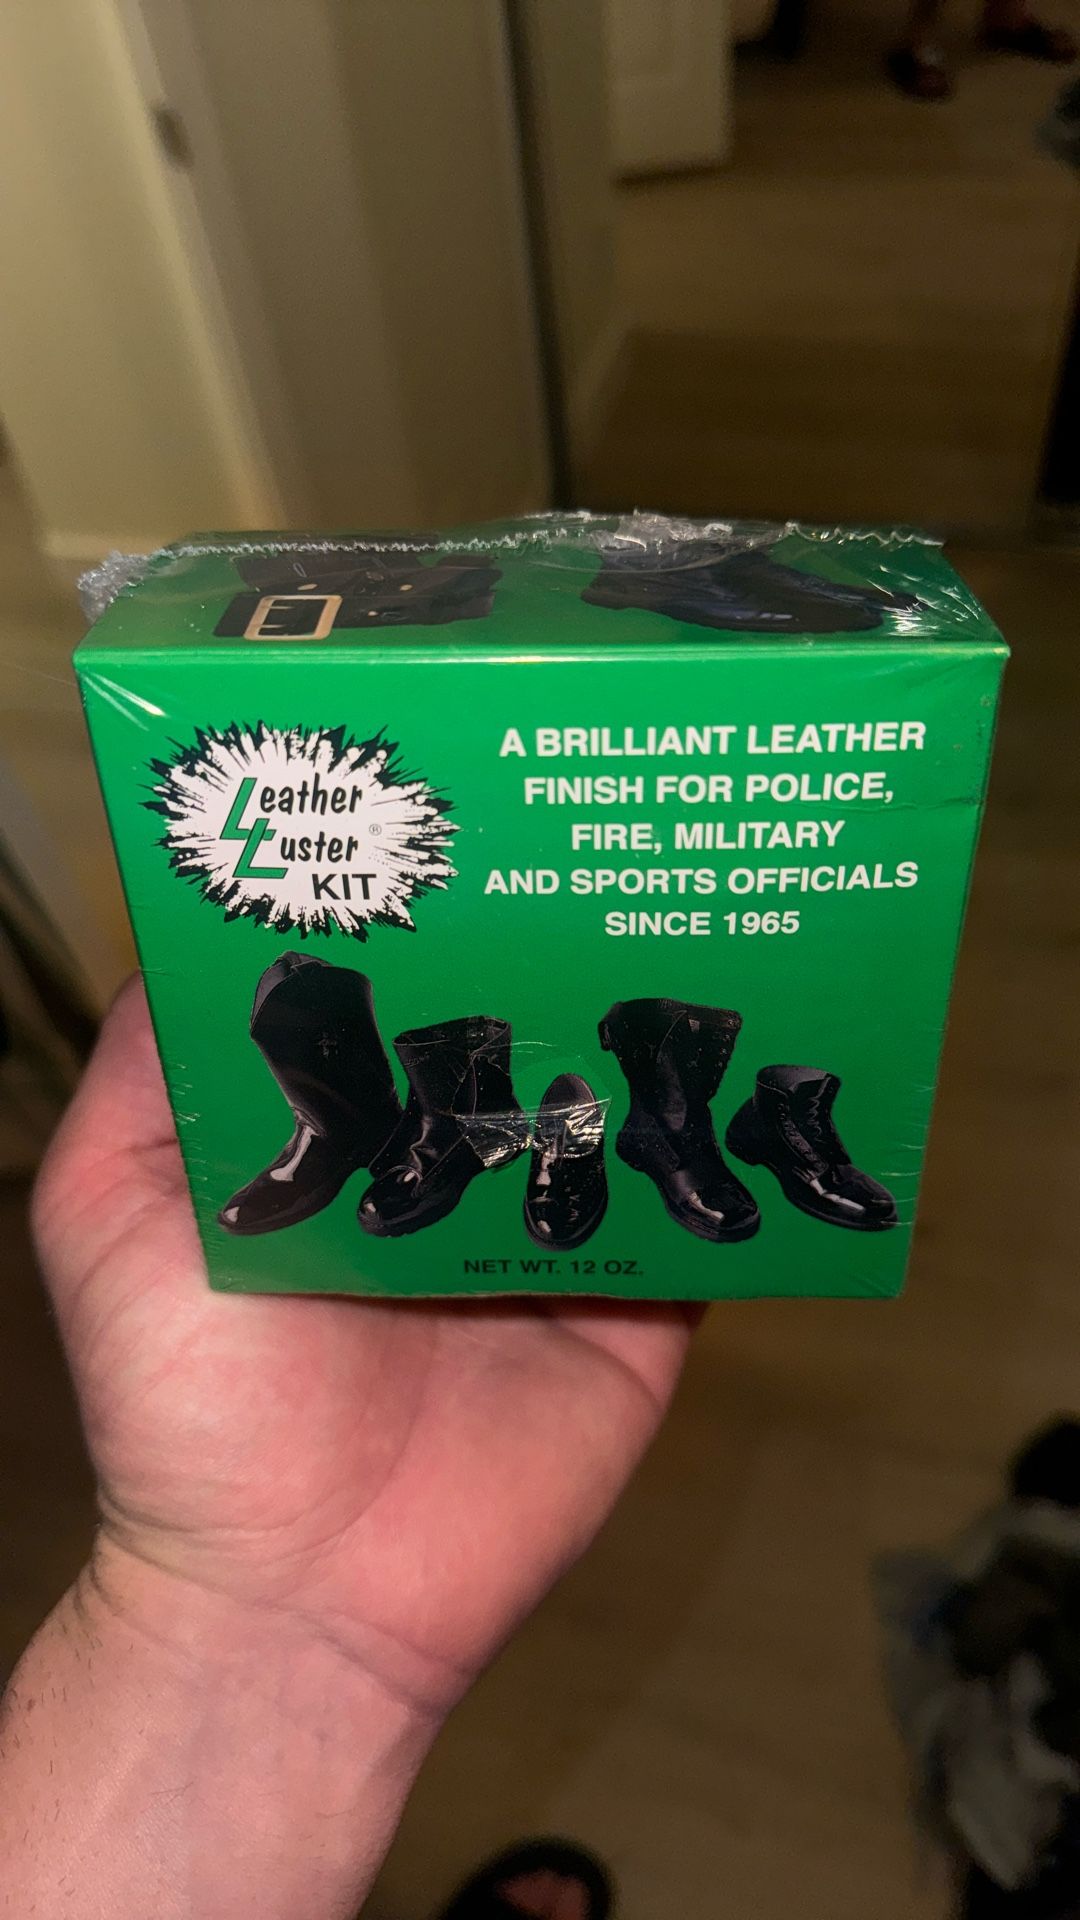 Leather
Luster®
KIT
A BRILLIANT LEATHER
FINISH FOR POLICE,
FIRE, MILITARY
AND SPORTS OFFICIALS
SINCE 1965
NET WT. 12 OZ.